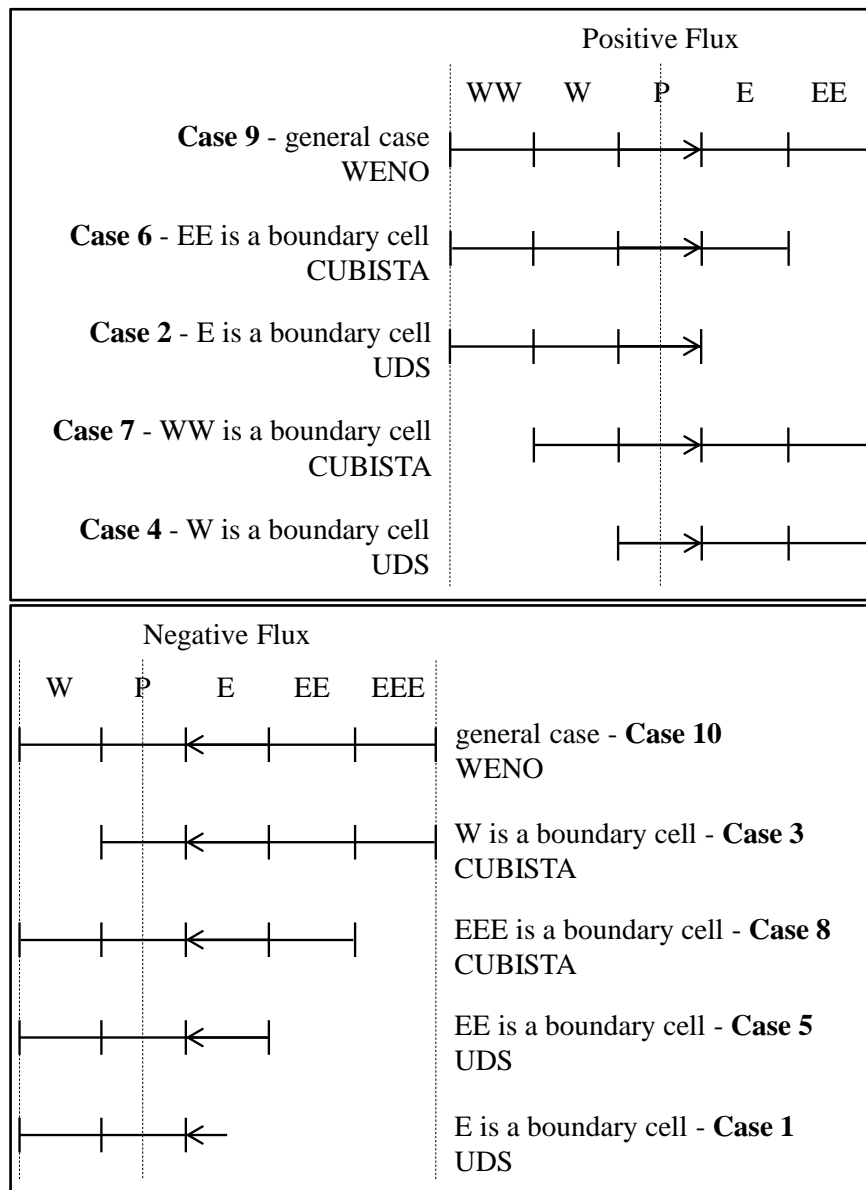 Positive Flux
WW W P E EE
Case 9 - general case
WENO
Case 6 - EE is a boundary cell
CUBISTA
Case 2 - E is a boundary cell
UDS
Case 7 - WW is a boundary cell
CUBISTA
Case 4 - W is a boundary cell
UDS
Negative Flux
W P E EE EEE
general case - Case 10
WENO
W is a boundary cell - Case 3
CUBISTA
EEE is a boundary cell - Case 8
CUBISTA
EE is a boundary cell - Case 5
UDS
E is a boundary cell - Case 1
UDS